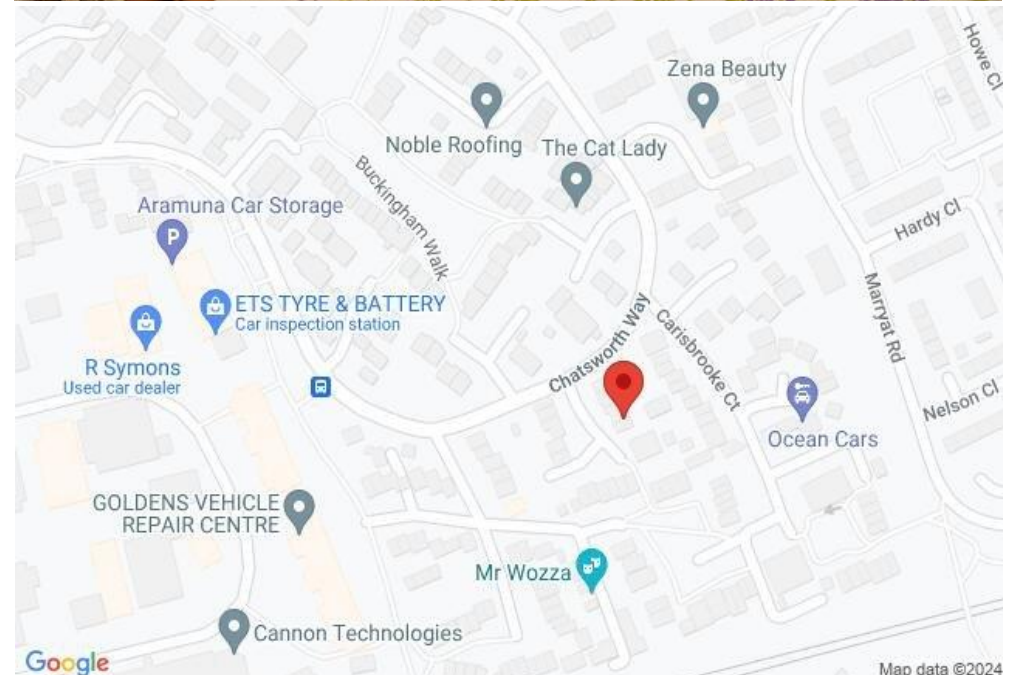 Howe Cl
Zena Beauty
Noble Roofing
The Cat Lady
Buckingham Walk
Aramuna Car Storage
P
Hardy Cl
ETS TYRE & BATTERY
Car inspection station
Chatsworth Way
Carisbrooke Ct
Marryat Rd
R Symons
Used car dealer
Nelson Cl
Ocean Cars
GOLDENS VEHICLE
REPAIR CENTRE
Mr Wozza
Cannon Technologies
Google
Map data ©2024